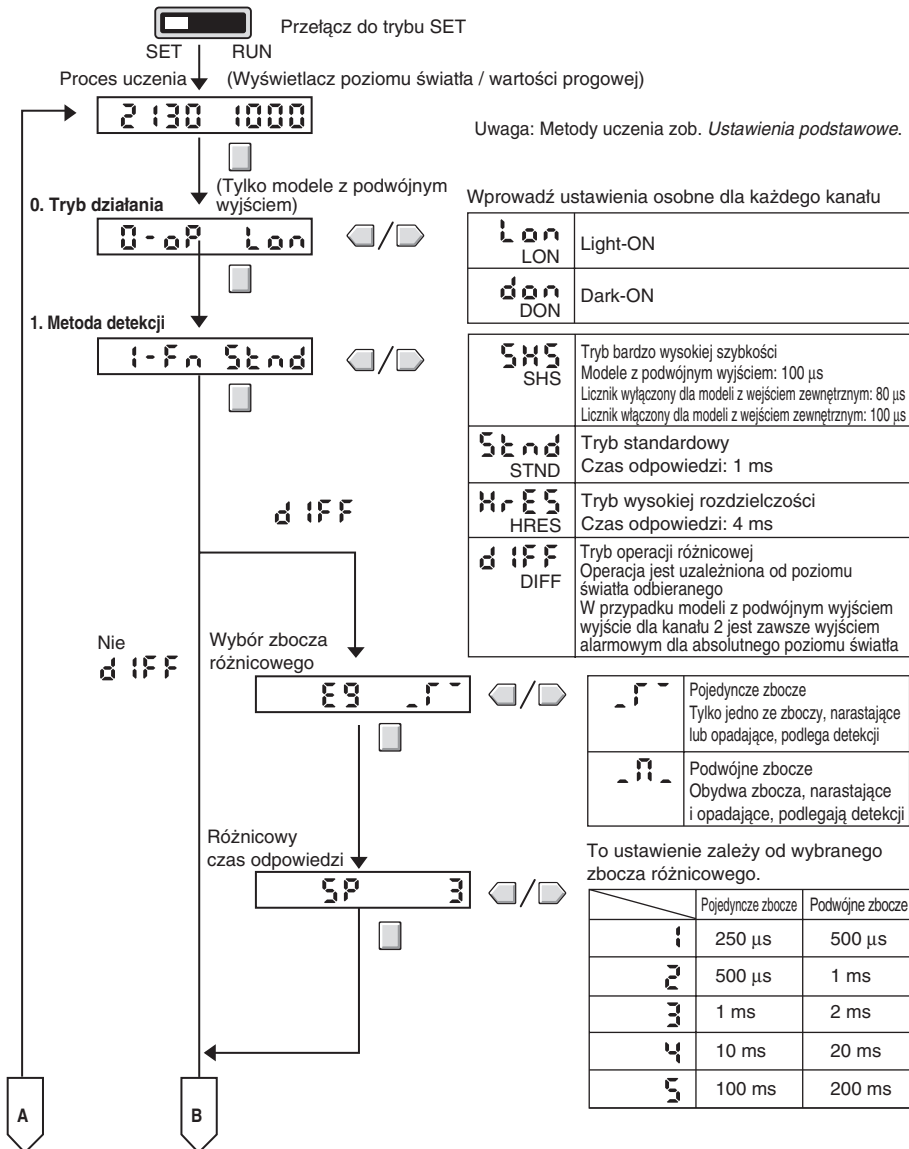 Przełącz do trybu SET
SET RUN
Proces uczenia (Wyświetlacz poziomu światła / wartości progowej)
2130 1000
Uwaga: Metody uczenia zob. Ustawienia podstawowe.
(Tylko modele z podwójnym
wyjściem)
0. Tryb działania
0-oP Lon
/
Wprowadź ustawienia osobne dla każdego kanału
Lon
LON
Light-ON
don
DON
Dark-ON
1. Metoda detekcji
1-Fn Stnd
/
SHS
SHS
Tryb bardzo wysokiej szybkości
Modele z podwójnym wyjściem: 100 µs
Licznik wyłączony dla modeli z wejściem zewnętrznym: 80 µs
Licznik włączony dla modeli z wejściem zewnętrznym: 100 µs
Stnd
STND
Tryb standardowy
Czas odpowiedzi: 1 ms
HrES
HRES
Tryb wysokiej rozdzielczości
Czas odpowiedzi: 4 ms
dIFF
DIFF
Tryb operacji różnicowej
Operacja jest uzależniona od poziomu
światła odbieranego
W przypadku modeli z podwójnym wyjściem
wyjście dla kanału 2 jest zawsze wyjściem
alarmowym dla absolutnego poziomu światła
dIFF
Nie
dIFF
Wybór zbocza
różnicowego
Eg
/
Pojedyncze zbocze
Tylko jedno ze zboczy, narastające
lub opadające, podlega detekcji
Podwójne zbocze
Obydwa zbocza, narastające
i opadające, podlegają detekcji
Różnicowy
czas odpowiedzi
SP 3
/
To ustawienie zależy od wybranego
zbocza różnicowego.
Pojedyncze zbocze Podwójne zbocze
1 250 µs 500 µs
2 500 µs 1 ms
3 1 ms 2 ms
4 10 ms 20 ms
5 100 ms 200 ms
A B